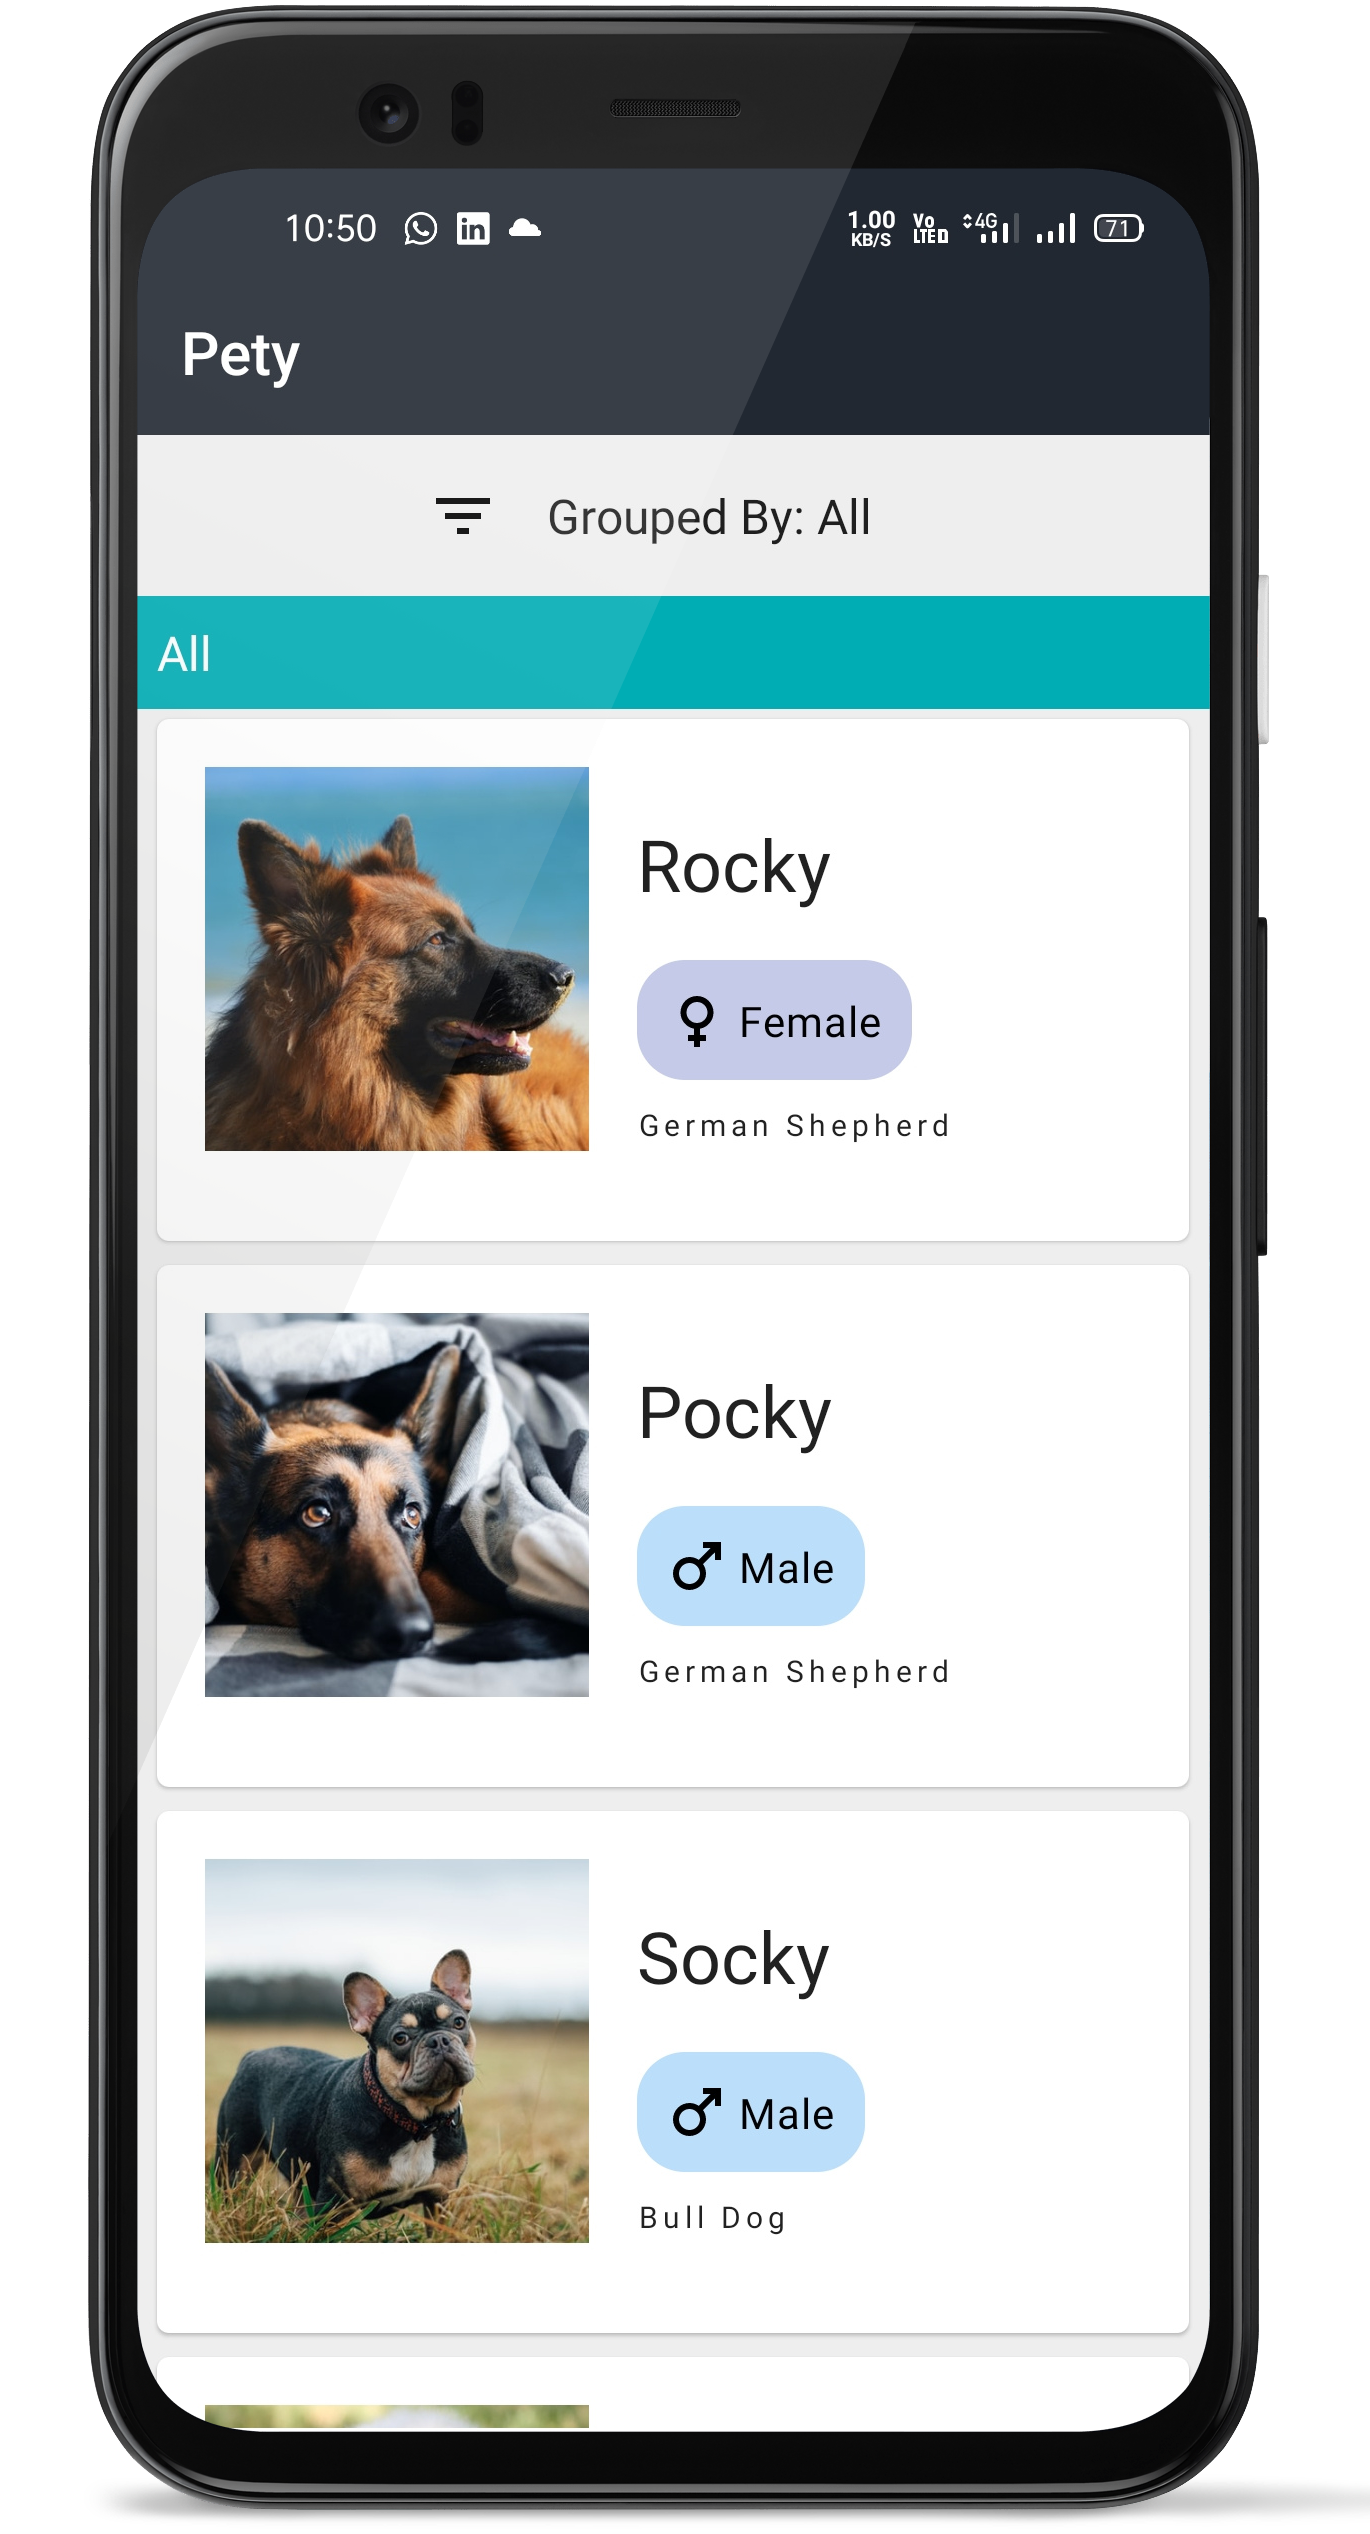 10:50 1.00 KB/S Vo LTE D 4G 71
Pety
Grouped By: All
All
Rocky
Female
German Shepherd
Pocky
Male
German Shepherd
Socky
Male
Bull Dog